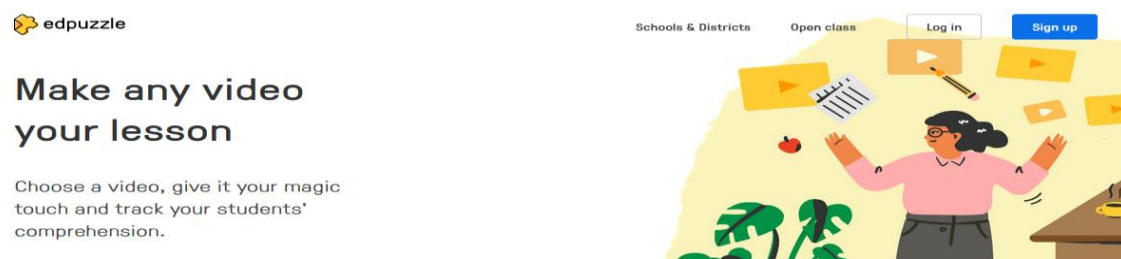 edpuzzle
Schools & Districts
Open class
Log in
Sign up
Make any video
your lesson
Choose a video, give it your magic
touch and track your students'
comprehension.